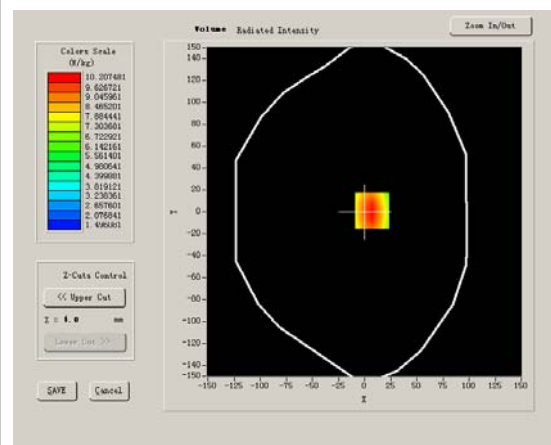 Volume Radiated Intensity
Zoom In/Out
Colors Scale
(W/kg)
10.207481
9.626721
9.045961
8.465201
7.884441
7.303681
6.722921
6.142161
5.561401
4.980641
4.399881
3.819121
3.238361
2.657601
2.076841
1.496081
150
140
120
100
80
60
40
20
0
-20
-40
-60
-80
-100
-120
-140
-150
Y
-150 -125 -100 -75 -50 -25 0 25 50 75 100 125 150
X
Z-Cuts Control
<< Upper Cut
Z = 4.0 mm
Lower Cut >>
SAVE
Cancel